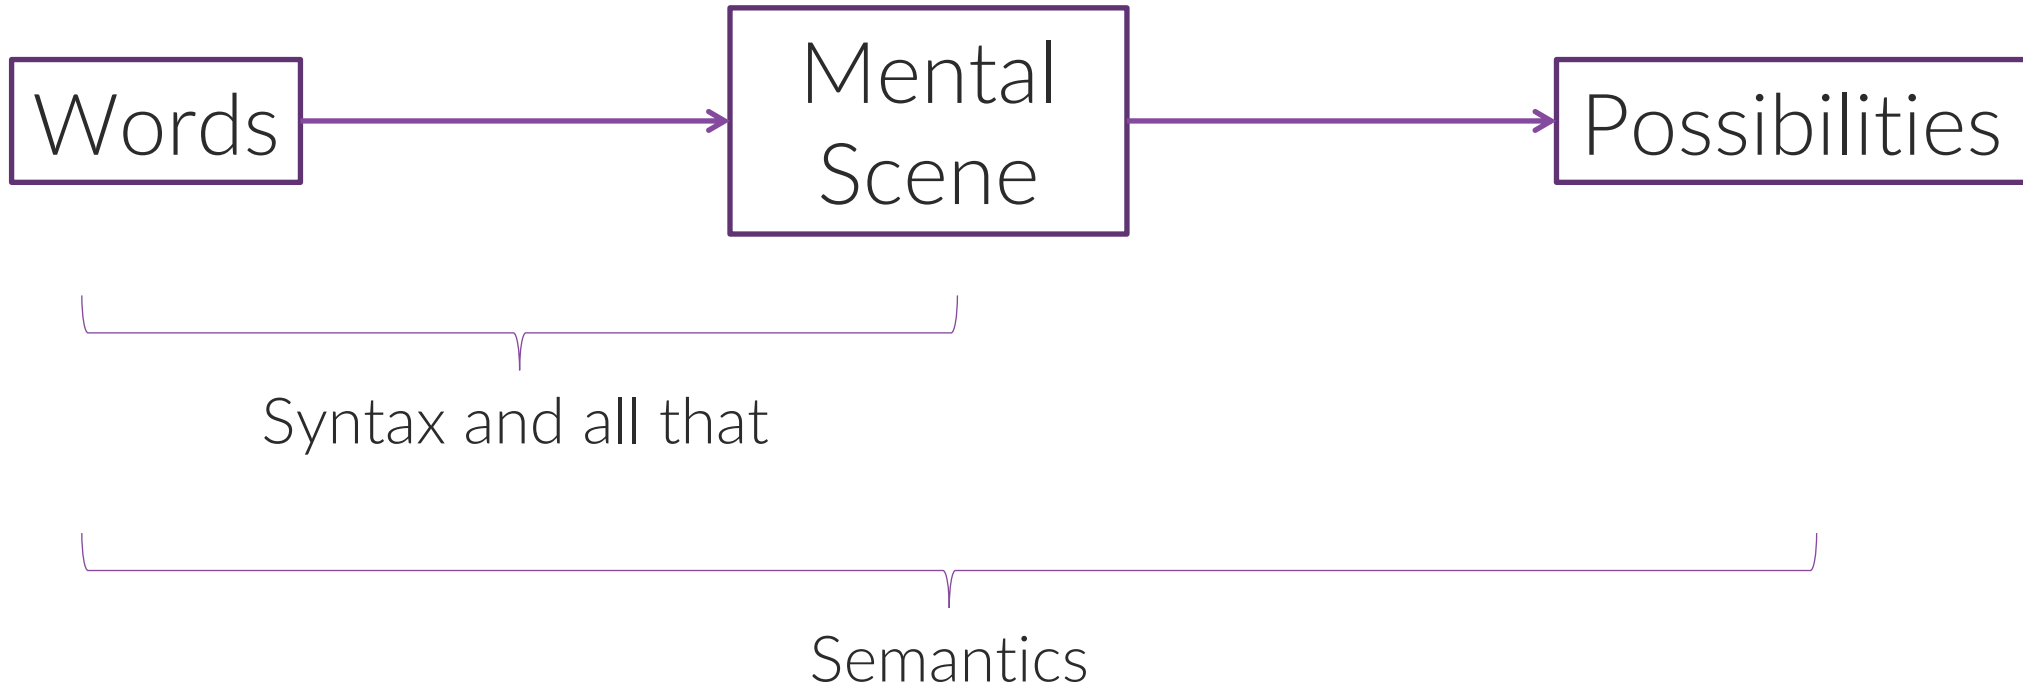 Words
Mental
Scene
Possibilities
Syntax and all that
Semantics